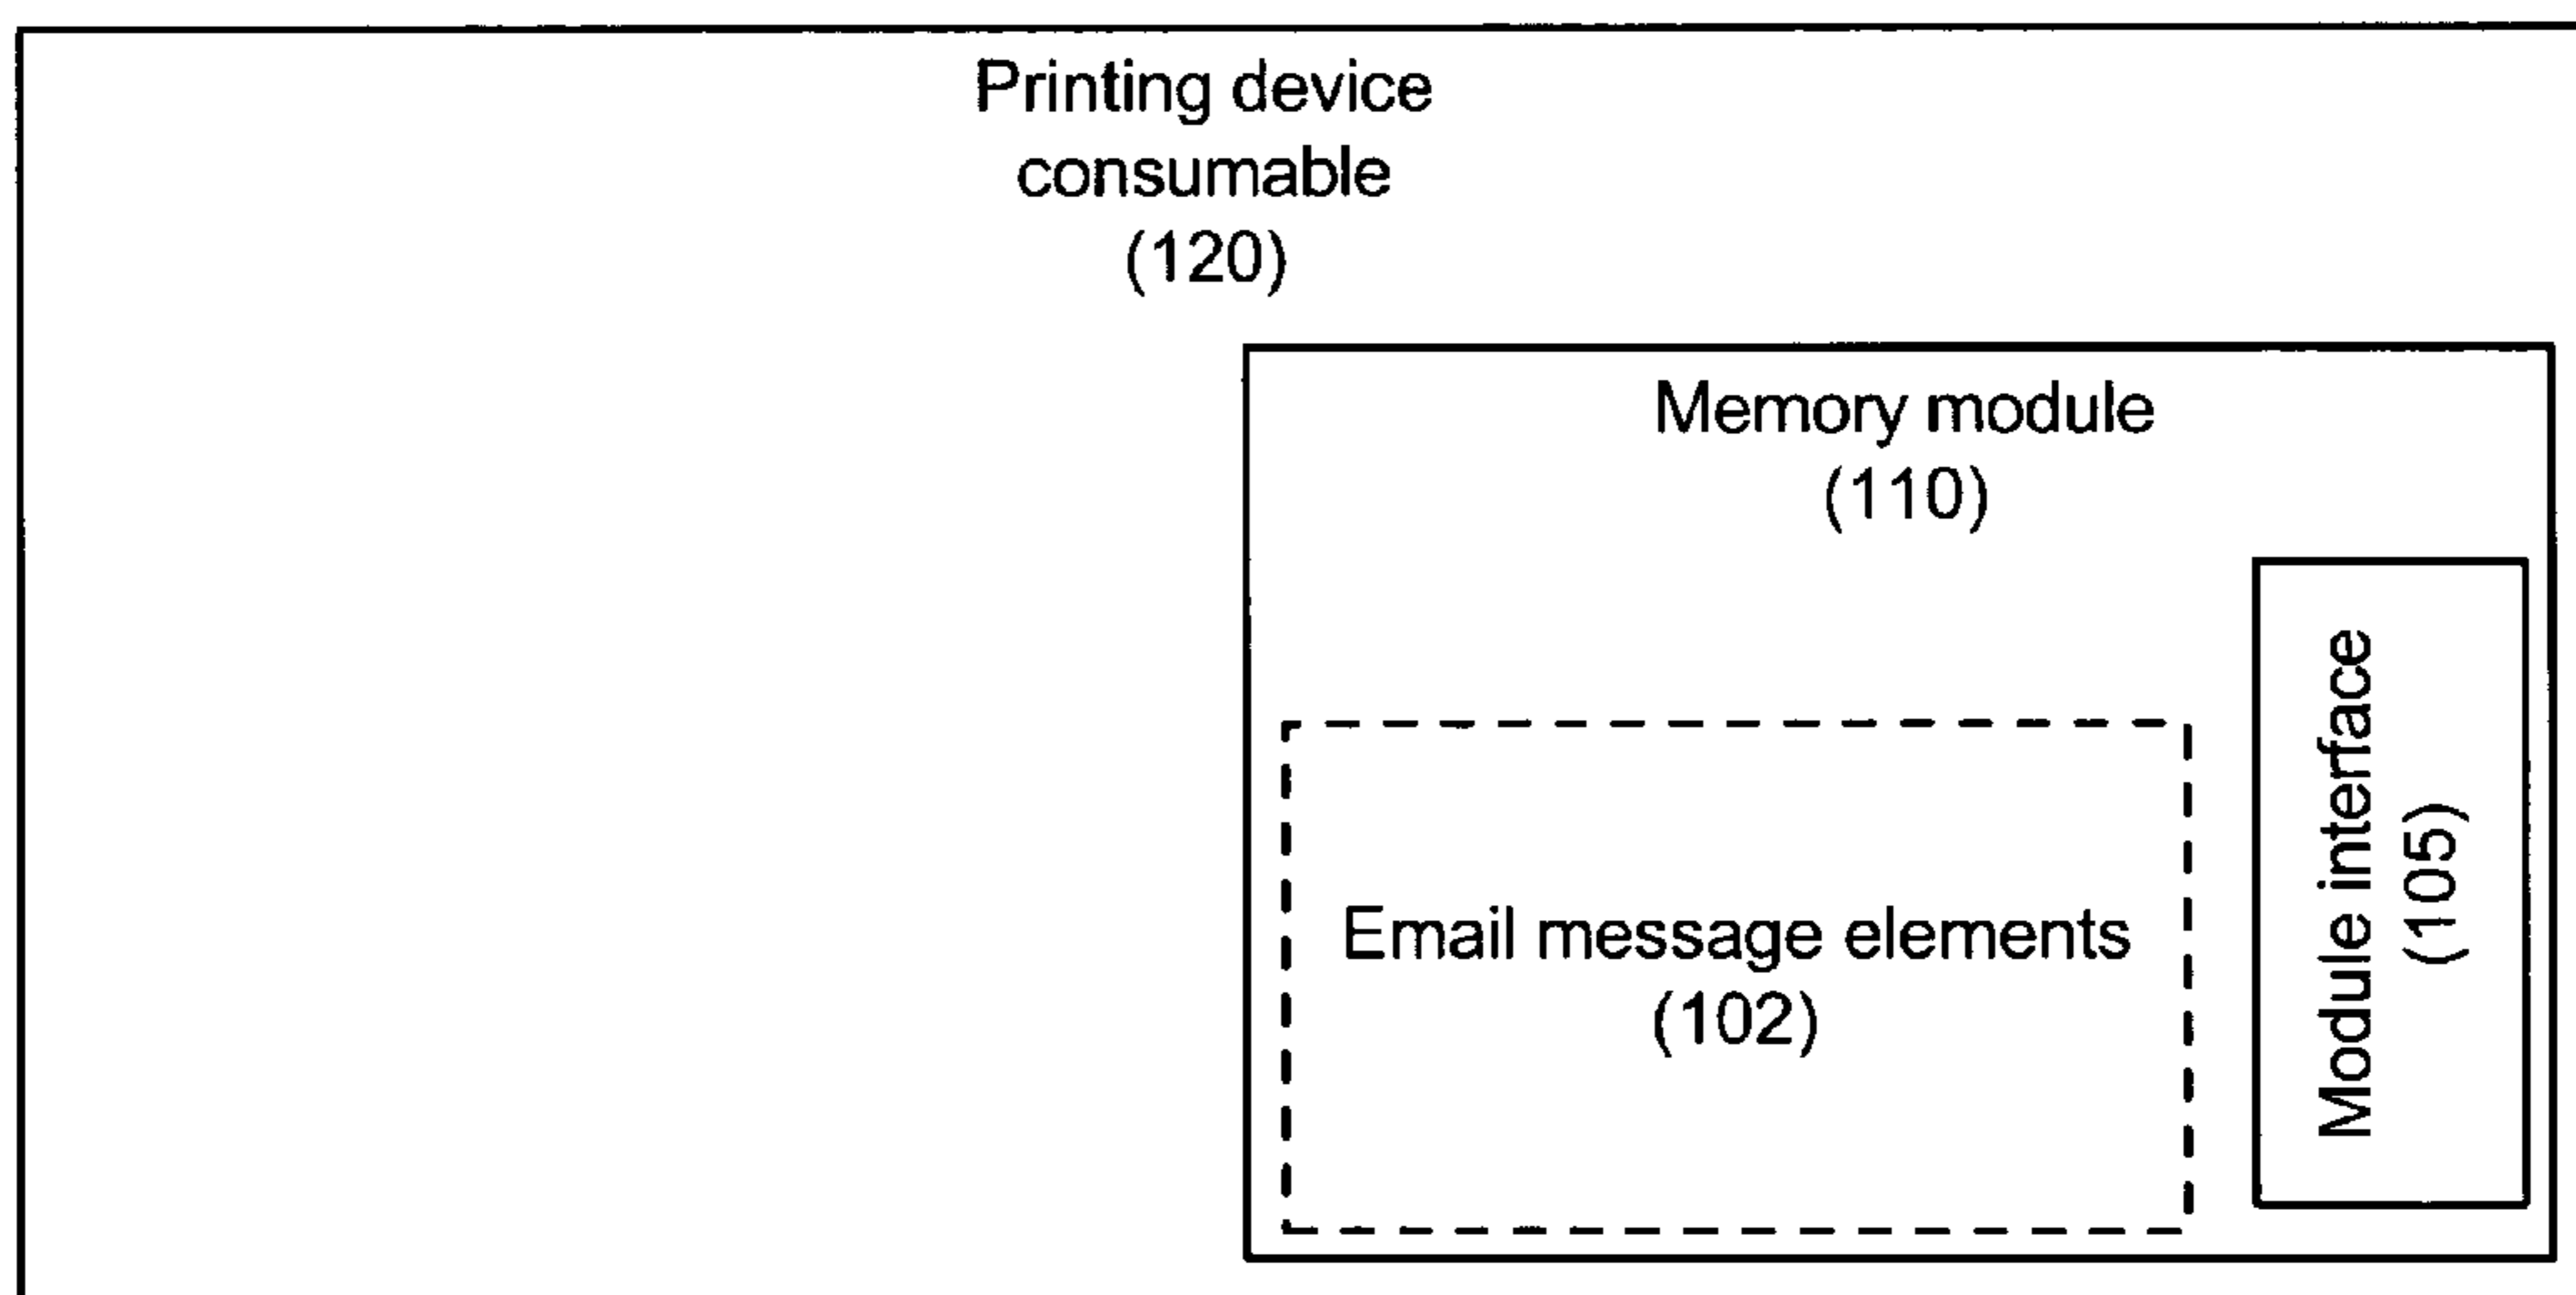 Printing device
consumable
(120)
Memory module
(110)
Email message elements
(102)
Module interface
(105)